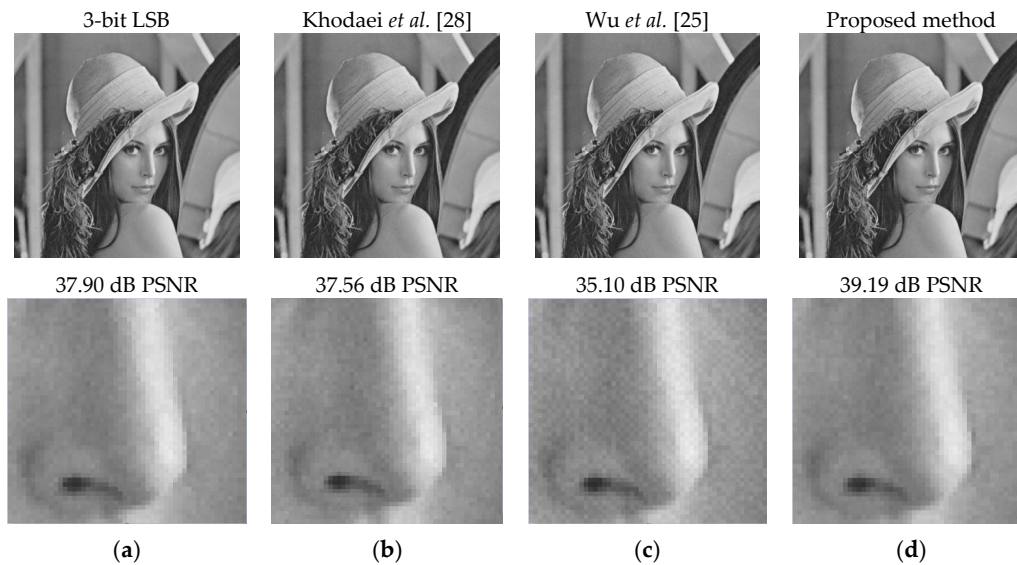 3-bit LSB Khodaei et al. [28] Wu et al. [25] Proposed method
37.90 dB PSNR 37.56 dB PSNR 35.10 dB PSNR 39.19 dB PSNR
(a) (b) (c) (d)